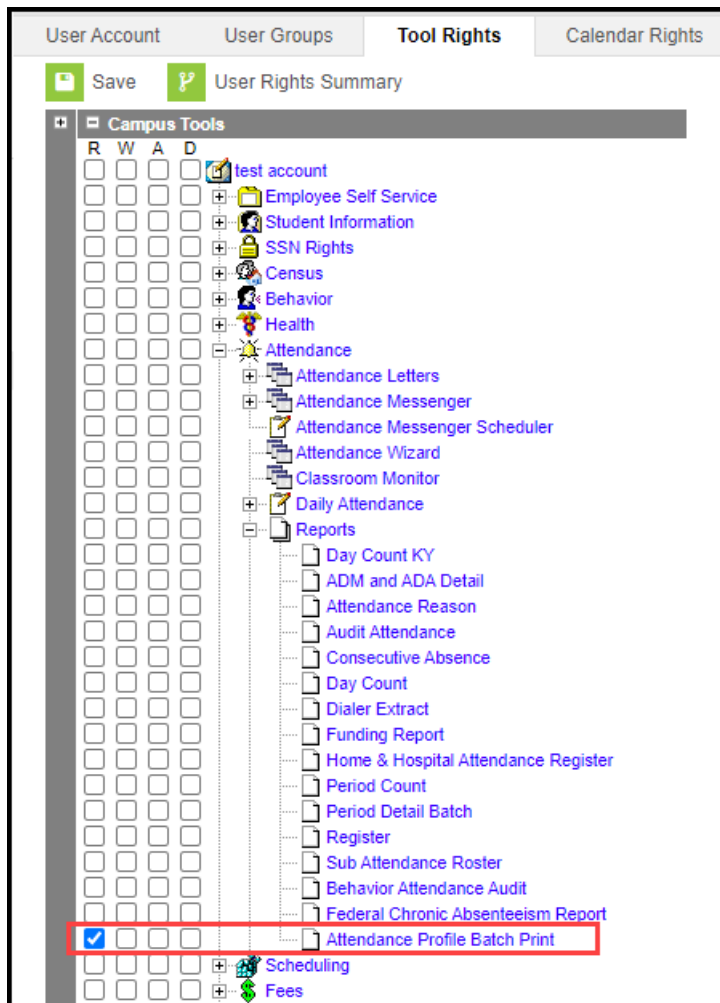 User Account User Groups Tool Rights Calendar Rights
Save User Rights Summary
Campus Tools
R W A D
test account
Employee Self Service
Student Information
SSN Rights
Census
Behavior
Health
Attendance
Attendance Letters
Attendance Messenger
Attendance Messenger Scheduler
Attendance Wizard
Classroom Monitor
Daily Attendance
Reports
Day Count KY
ADM and ADA Detail
Attendance Reason
Audit Attendance
Consecutive Absence
Day Count
Dialer Extract
Funding Report
Home & Hospital Attendance Register
Period Count
Period Detail Batch
Register
Sub Attendance Roster
Behavior Attendance Audit
Federal Chronic Absenteeism Report
Attendance Profile Batch Print
Scheduling
Fees